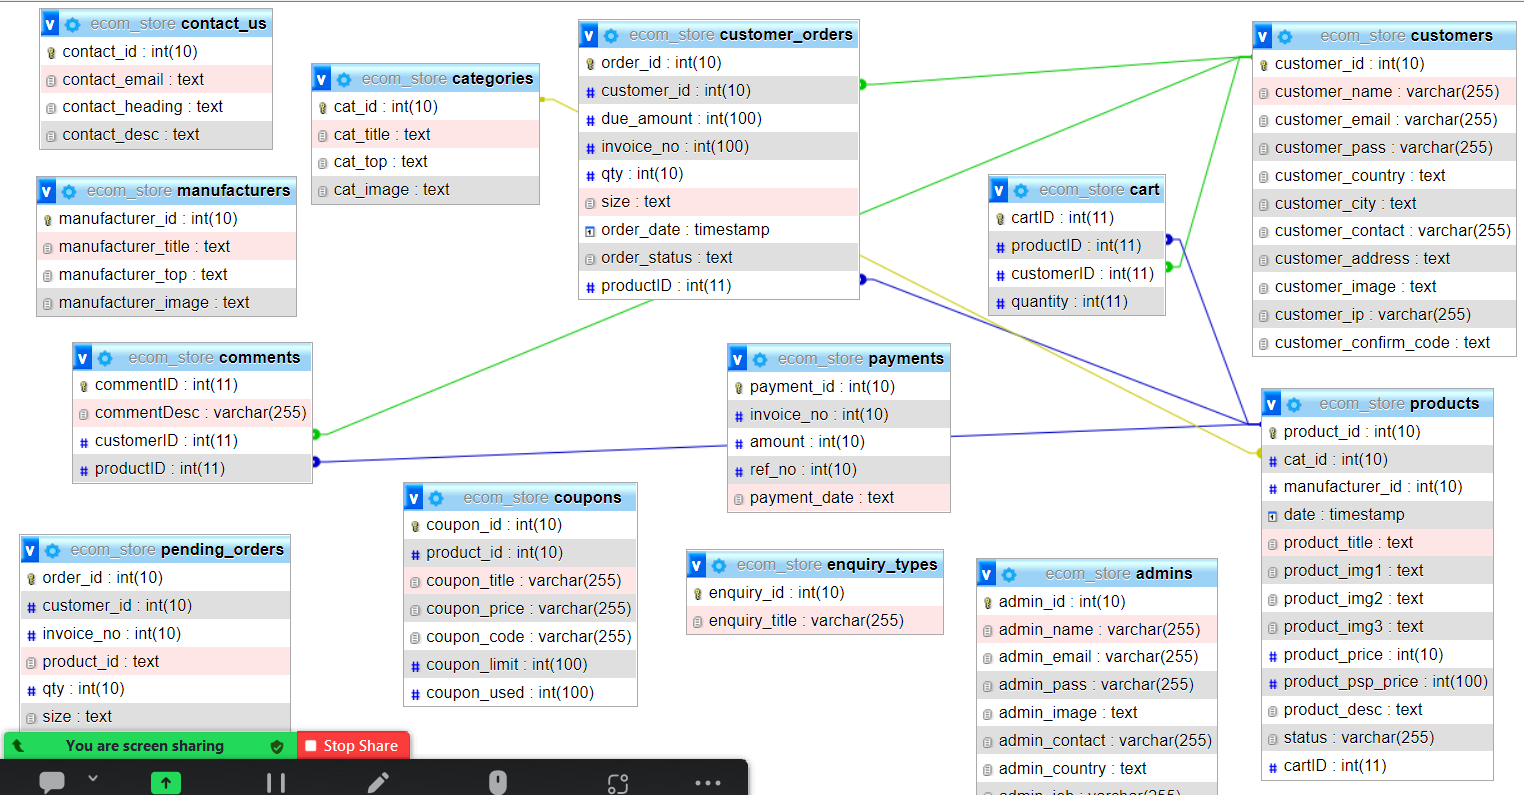 v ecom_store contact_us
contact_id : int(10)
contact_email : text
contact_heading : text
contact_desc : text
v ecom_store manufacturers
manufacturer_id : int(10)
manufacturer_title : text
manufacturer_top : text
manufacturer_image : text
v ecom_store categories
cat_id : int(10)
cat_title : text
cat_top : text
cat_image : text
v ecom_store customer_orders
order_id : int(10)
# customer_id : int(10)
# due_amount : int(100)
# invoice_no : int(100)
# qty : int(10)
size : text
order_date : timestamp
order_status : text
# productID : int(11)
v ecom_store cart
cartID : int(11)
# productID : int(11)
# customerID : int(11)
# quantity : int(11)
v ecom_store customers
customer_id : int(10)
customer_name : varchar(255)
customer_email : varchar(255)
customer_pass : varchar(255)
customer_country : text
customer_city : text
customer_contact : varchar(255)
customer_address : text
customer_image : text
customer_ip : varchar(255)
customer_confirm_code : text
v ecom_store comments
commentID : int(11)
commentDesc : varchar(255)
# customerID : int(11)
# productID : int(11)
v ecom_store payments
payment_id : int(10)
# invoice_no : int(10)
# amount : int(10)
# ref_no : int(10)
payment_date : text
v ecom_store products
product_id : int(10)
# cat_id : int(10)
# manufacturer_id : int(10)
date : timestamp
product_title : text
product_img1 : text
product_img2 : text
product_img3 : text
# product_price : int(10)
# product_psp_price : int(100)
product_desc : text
status : varchar(255)
# cartID : int(11)
v ecom_store coupons
coupon_id : int(10)
# product_id : int(10)
coupon_title : varchar(255)
coupon_price : varchar(255)
coupon_code : varchar(255)
# coupon_limit : int(100)
# coupon_used : int(100)
v ecom_store pending_orders
order_id : int(10)
# customer_id : int(10)
# invoice_no : int(10)
product_id : text
# qty : int(10)
size : text
v ecom_store enquiry_types
enquiry_id : int(10)
enquiry_title : varchar(255)
v ecom_store admins
admin_id : int(10)
admin_name : varchar(255)
admin_email : varchar(255)
admin_pass : varchar(255)
admin_image : text
admin_contact : varchar(255)
admin_country : text
admin_job : varchar(255)
You are screen sharing
Stop Share